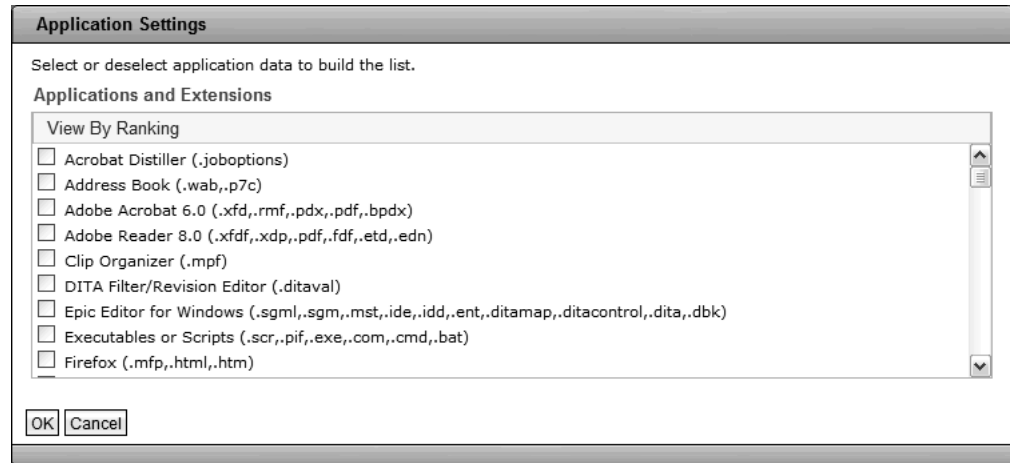 Application Settings
Select or deselect application data to build the list.
Applications and Extensions
View By Ranking
Acrobat Distiller (.joboptions)
Address Book (.wab,.p7c)
Adobe Acrobat 6.0 (.xfd,.rmf,.pdx,.pdf,.bpdx)
Adobe Reader 8.0 (.xfdf,.xdp,.pdf,.fdf,.etd,.edn)
Clip Organizer (.mpf)
DITA Filter/Revision Editor (.ditaval)
Epic Editor for Windows (.sgml,.sgm,.mst,.ide,.idd,.ent,.ditamap,.ditacontrol,.dita,.dbk)
Executables or Scripts (.scr,.pif,.exe,.com,.cmd,.bat)
Firefox (.mfp,.html,.htm)
OK Cancel